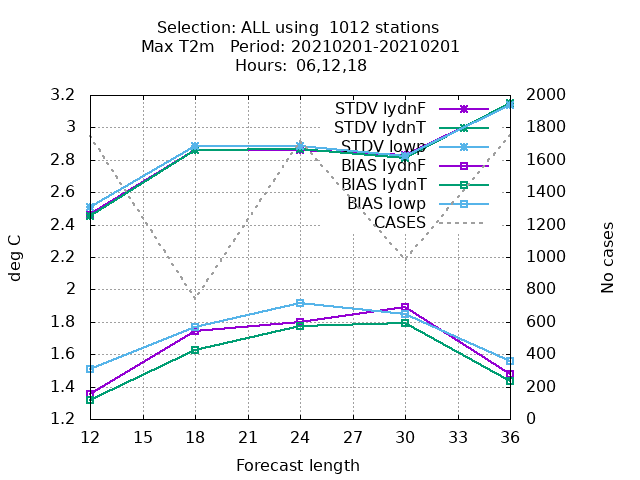 Selection: ALL using  1012 stations
Max T2m   Period: 20210201-20210201
Hours:  06,12,18
3.2
3
2.8
2.6
2.4
2.2
2
1.8
1.6
1.4
1.2
deg C
STDV lydnF
STDV lydnT
STDV lowp
BIAS lydnF
BIAS lydnT
BIAS lowp
CASES
2000
1800
1600
1400
1200
1000
800
600
400
200
0
No cases
12 15 18 21 24 27 30 33 36
Forecast length